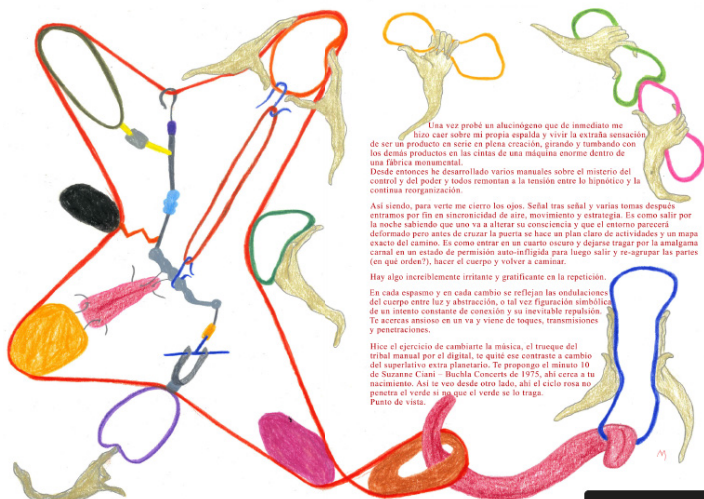 Una vez probé un alucinógeno que de inmediato me
hizo caer sobre mi propia espalda y vivir la extraña sensación
de ser un producto en serie en plena creación, girando y tumbando con
los demás productos en las cintas de una máquina enorme dentro de
una fábrica monumental.
Desde entonces he desarrollado varios manuales sobre el misterio del
control y del poder y todos remontan a la tensión entre lo hipnótico y la
continua reorganización.
Así siendo, para verte me cierro los ojos. Señal tras señal y varias tomas después
entramos por fin en sincronicidad de aire, movimiento y estrategia. Es como salir por
la noche sabiendo que uno va a alterar su consciencia y que el entorno parecerá
deformado pero antes de cruzar la puerta se hace un plan claro de actividades y un mapa
exacto del camino. Es como entrar en un cuarto oscuro y dejarse tragar por la amalgama
carnal en un estado de permisión auto-infligida para luego salir y re-agrupar las partes
(en qué orden?), hacer el cuerpo y volver a caminar.
Hay algo increíblemente irritante y gratificante en la repetición.
En cada espasmo y en cada cambio se reflejan las ondulaciones
del cuerpo entre luz y abstracción, o tal vez figuración simbólica
de un intento constante de conexión y su inevitable repulsión.
Te acercas ansioso en un va y viene de toques, transmisiones
y penetraciones.
Hice el ejercicio de cambiarte la música, el trueque del
tribal manual por el digital, te quité ese contraste a cambio
del superlativo extra planetario. Te propongo el minuto 10
de Suzanne Ciani – Buchla Concerts de 1975, ahí cerca a tu
nacimiento. Así te veo desde otro lado, ahí el ciclo rosa no
penetra el verde si no que el verde se lo traga.
Punto de vista.